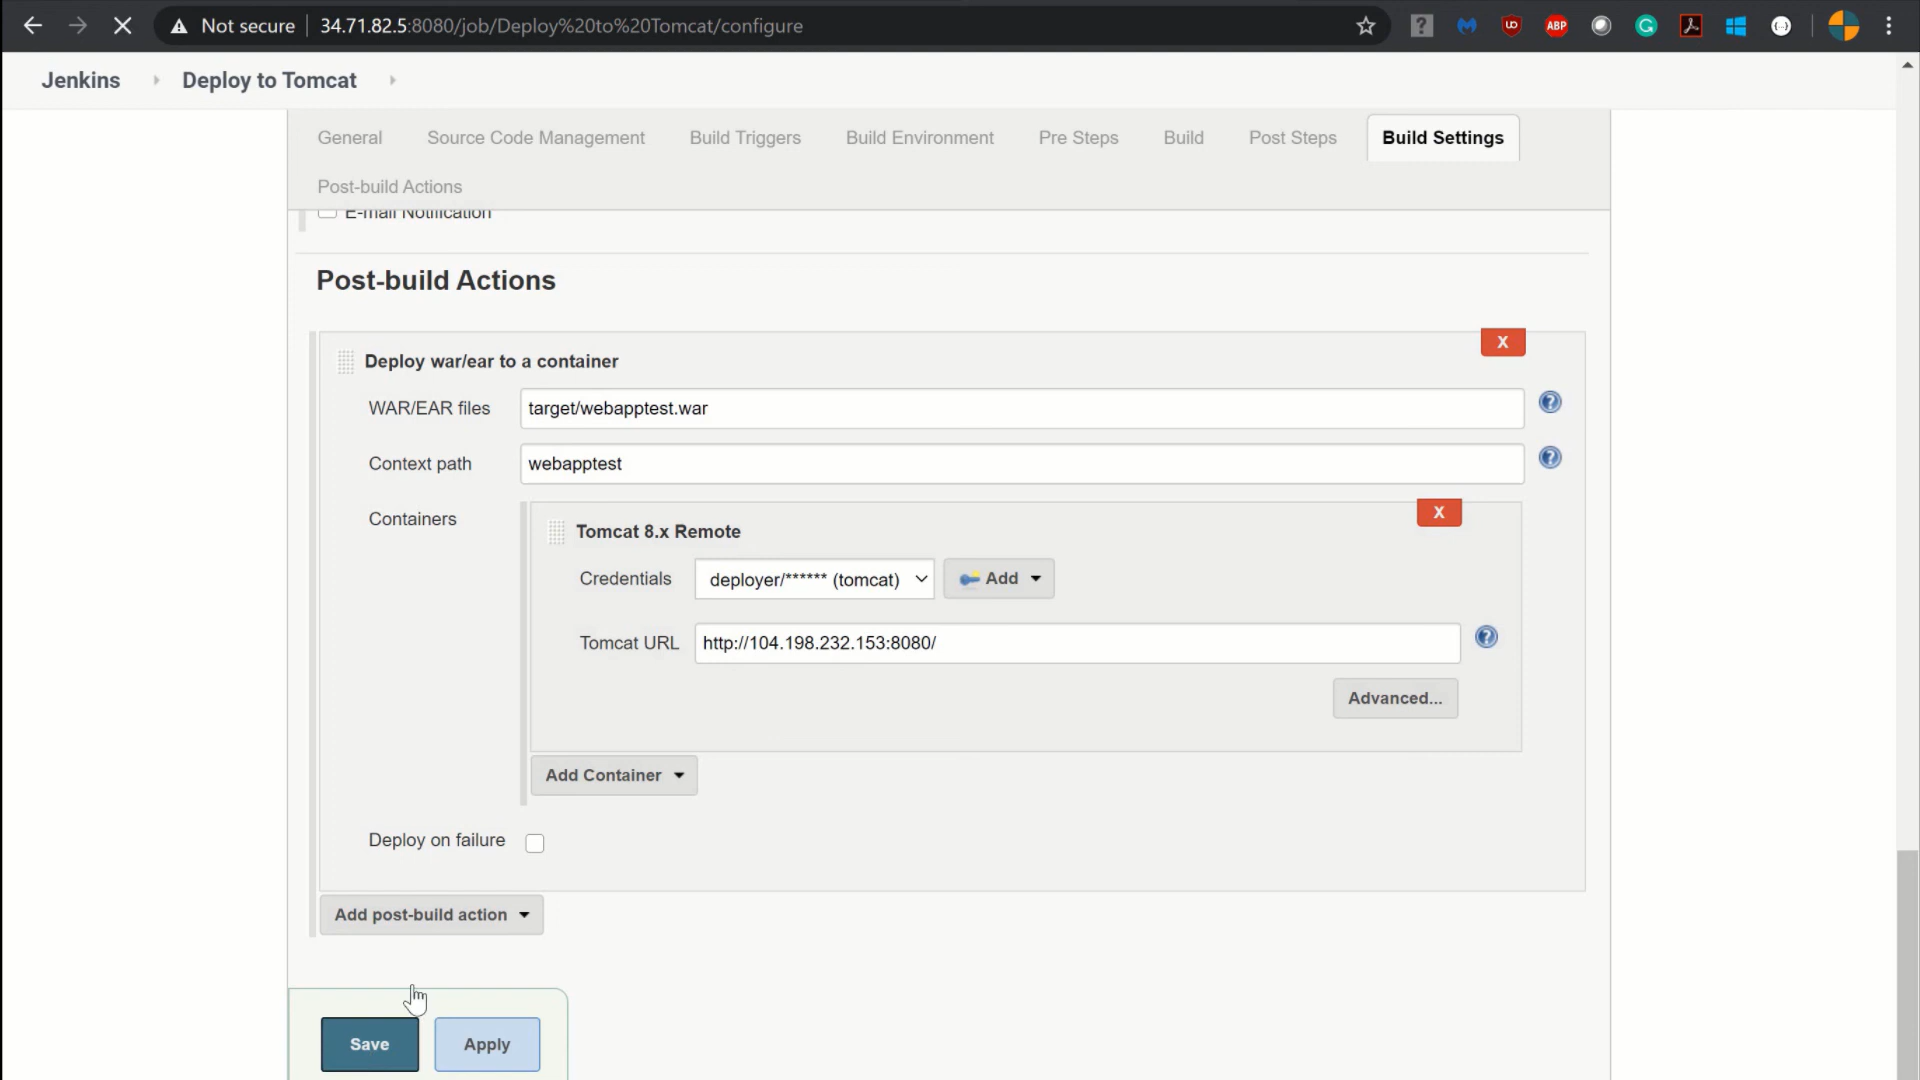 Not secure 34.71.82.5:8080/job/Deploy%20to%20Tomcat/configure
ABP
Jenkins Deploy to Tomcat
General Source Code Management Build Triggers Build Environment Pre Steps Build Post Steps Build Settings
Post-build Actions
E-mail Notification
Post-build Actions
X
Deploy war/ear to a container
WAR/EAR files target/webapptest.war
Context path webapptest
Containers
X
Tomcat 8.x Remote
Credentials deployer/****** (tomcat) Add
Tomcat URL http://104.198.232.153:8080/
Advanced...
Add Container
Deploy on failure
Add post-build action
Save Apply